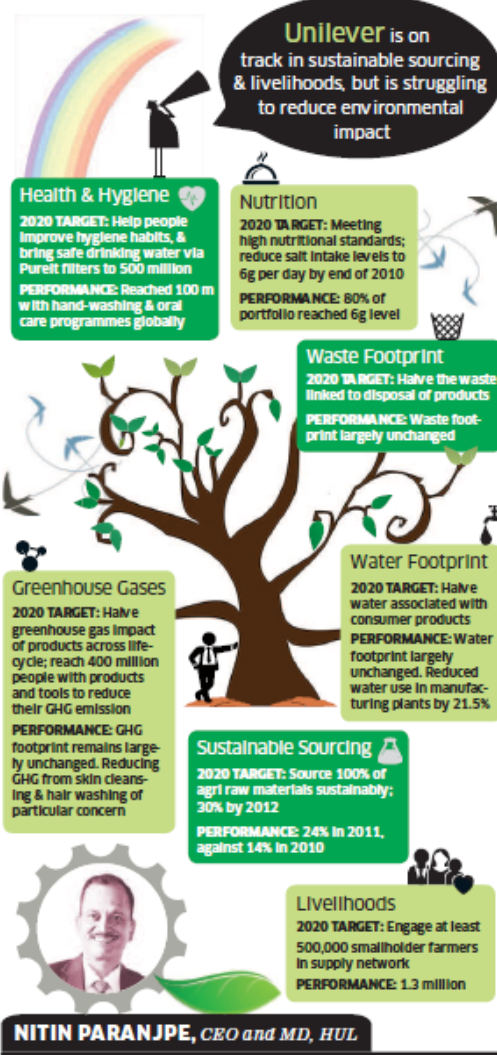 Unilever is on
track in sustainable sourcing
& livelihoods, but is struggling
to reduce environmental
impact
Health & Hygiene
2020 TARGET: Help people
improve hygiene habits, &
bring safe drinking water via
Pureit filters to 500 million
PERFORMANCE: Reached 100 m
with hand-washing & oral
care programmes globally
Nutrition
2020 TARGET: Meeting
high nutritional standards;
reduce salt intake levels to
6g per day by end of 2010
PERFORMANCE: 80% of
portfolio reached 6g level
Waste Footprint
2020 TARGET: Halve the waste
linked to disposal of products
PERFORMANCE: Waste foot-
print largely unchanged
Water Footprint
2020 TARGET: Halve
water associated with
consumer products
PERFORMANCE: Water
footprint largely
unchanged. Reduced
water use in manufac-
turing plants by 21.5%
Greenhouse Gases
2020 TARGET: Halve
greenhouse gas impact
of products across life-
cycle; reach 400 million
people with products
and tools to reduce
their GHG emission
PERFORMANCE: GHG
footprint remains large-
ly unchanged. Reducing
GHG from skin cleans-
ing & hair washing of
particular concern
Sustainable Sourcing
2020 TARGET: Source 100% of
agri raw materials sustainably;
30% by 2012
PERFORMANCE: 24% in 2011,
against 14% in 2010
Livelihoods
2020 TARGET: Engage at least
500,000 smallholder farmers
in supply network
PERFORMANCE: 1.3 million
NITIN PARANJPE, CEO and MD, HUL